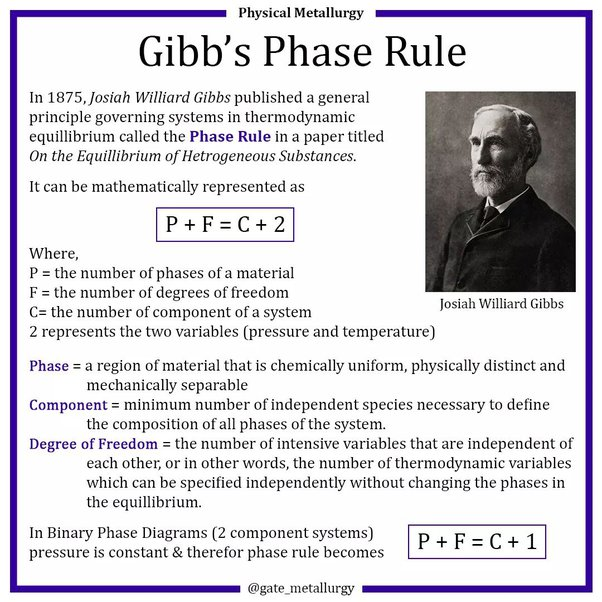 Physical Metallurgy
Gibb's Phase Rule
In 1875, Josiah Williard Gibbs published a general
principle governing systems in thermodynamic
equillibrium called the Phase Rule in a paper titled
On the Equillibrium of Hetrogeneous Substances.
It can be mathematically represented as
P + F = C + 2
Where,
P = the number of phases of a material
F = the number of degrees of freedom
C= the number of component of a system
2 represents the two variables (pressure and temperature)
Josiah Williard Gibbs
Phase = a region of material that is chemically uniform, physically distinct and
mechanically separable
Component = minimum number of independent species necessary to define
the composition of all phases of the system.
Degree of Freedom = the number of intensive variables that are independent of
each other, or in other words, the number of thermodynamic variables
which can be specified independently without changing the phases in
the equillibrium.
In Binary Phase Diagrams (2 component systems)
pressure is constant & therefor phase rule becomes
P + F = C + 1
@gate_metallurgy